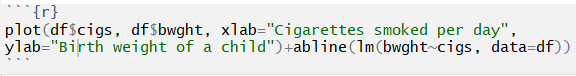 ```{r}
plot(df$cigs, df$bwght, xlab="Cigarettes smoked per day",
ylab="Birth weight of a child")+abline(lm(bwght~cigs, data=df))
```